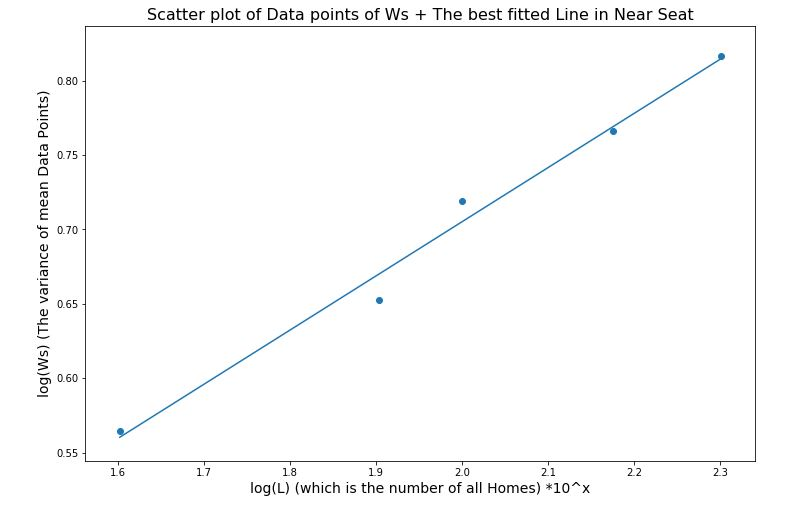 Scatter plot of Data points of Ws + The best fitted Line in Near Seat
log(Ws) (The variance of mean Data Points)
0.80
0.75
0.70
0.65
0.60
0.55
1.6 1.7 1.8 1.9 2.0 2.1 2.2 2.3
log(L) (which is the number of all Homes) *10^x